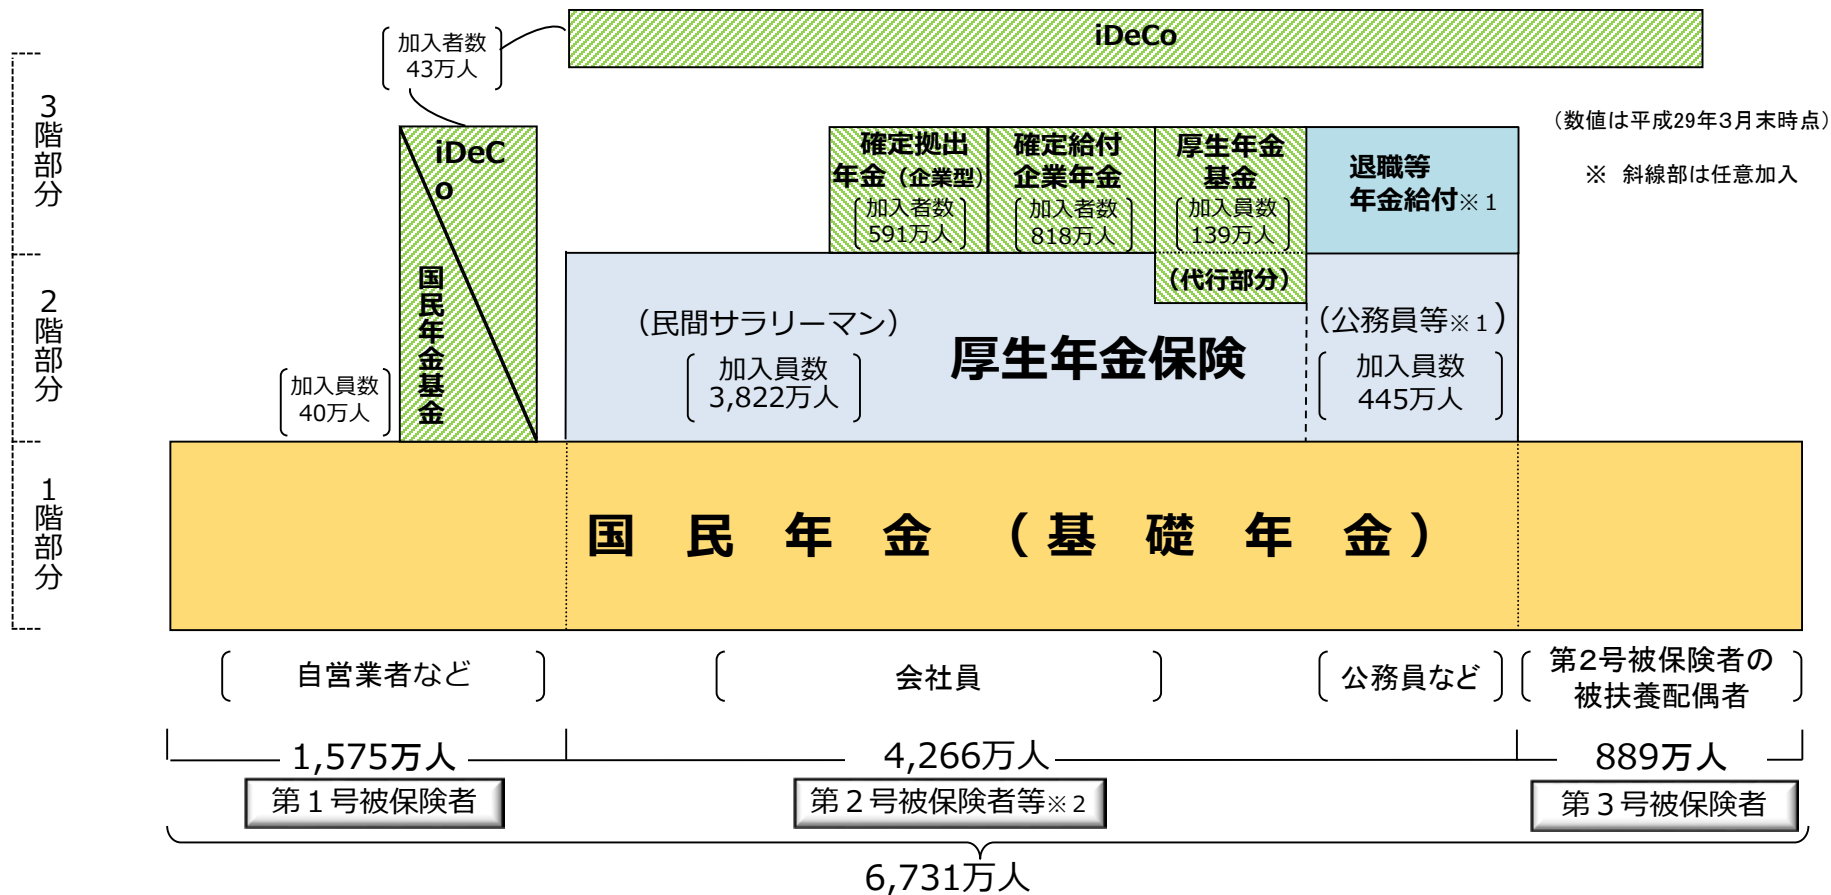 iDeCo
加入者数
43万人
3階部分
2階部分
1階部分
(数値は平成29年3月末時点)
※ 斜線部は任意加入
iDeC
o
国民年金基金
加入員数
40万人
確定拠出
年金（企業型）
加入者数
591万人
確定給付
企業年金
加入者数
818万人
厚生年金
基金
加入員数
139万人
（代行部分）
退職等
年金給付※１
（民間サラリーマン）
加入員数
3,822万人
厚生年金保険
（公務員等※１）
加入員数
445万人
国 民 年 金 （ 基 礎 年 金 ）
自営業者など
会社員
公務員など
第2号被保険者の
被扶養配偶者
1,575万人
4,266万人
889万人
第１号被保険者
第２号被保険者等※２
第３号被保険者
6,731万人